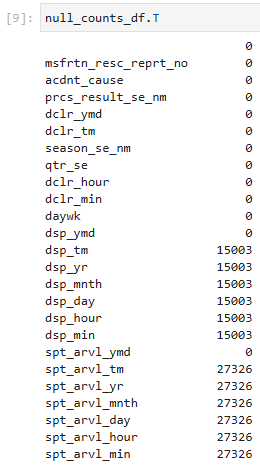 [9]: null_counts_df.T
0
msfrtn_resc_reprt_no 0
acdnt_cause 0
prcs_result_se_nm 0
dclr_ymd 0
dclr_tm 0
season_se_nm 0
qtr_se 0
dclr_hour 0
dclr_min 0
daywk 0
dsp_ymd 0
dsp_tm 15003
dsp_yr 15003
dsp_mnth 15003
dsp_day 15003
dsp_hour 15003
dsp_min 15003
spt_arvl_ymd 0
spt_arvl_tm 27326
spt_arvl_yr 27326
spt_arvl_mnth 27326
spt_arvl_day 27326
spt_arvl_hour 27326
spt_arvl_min 27326